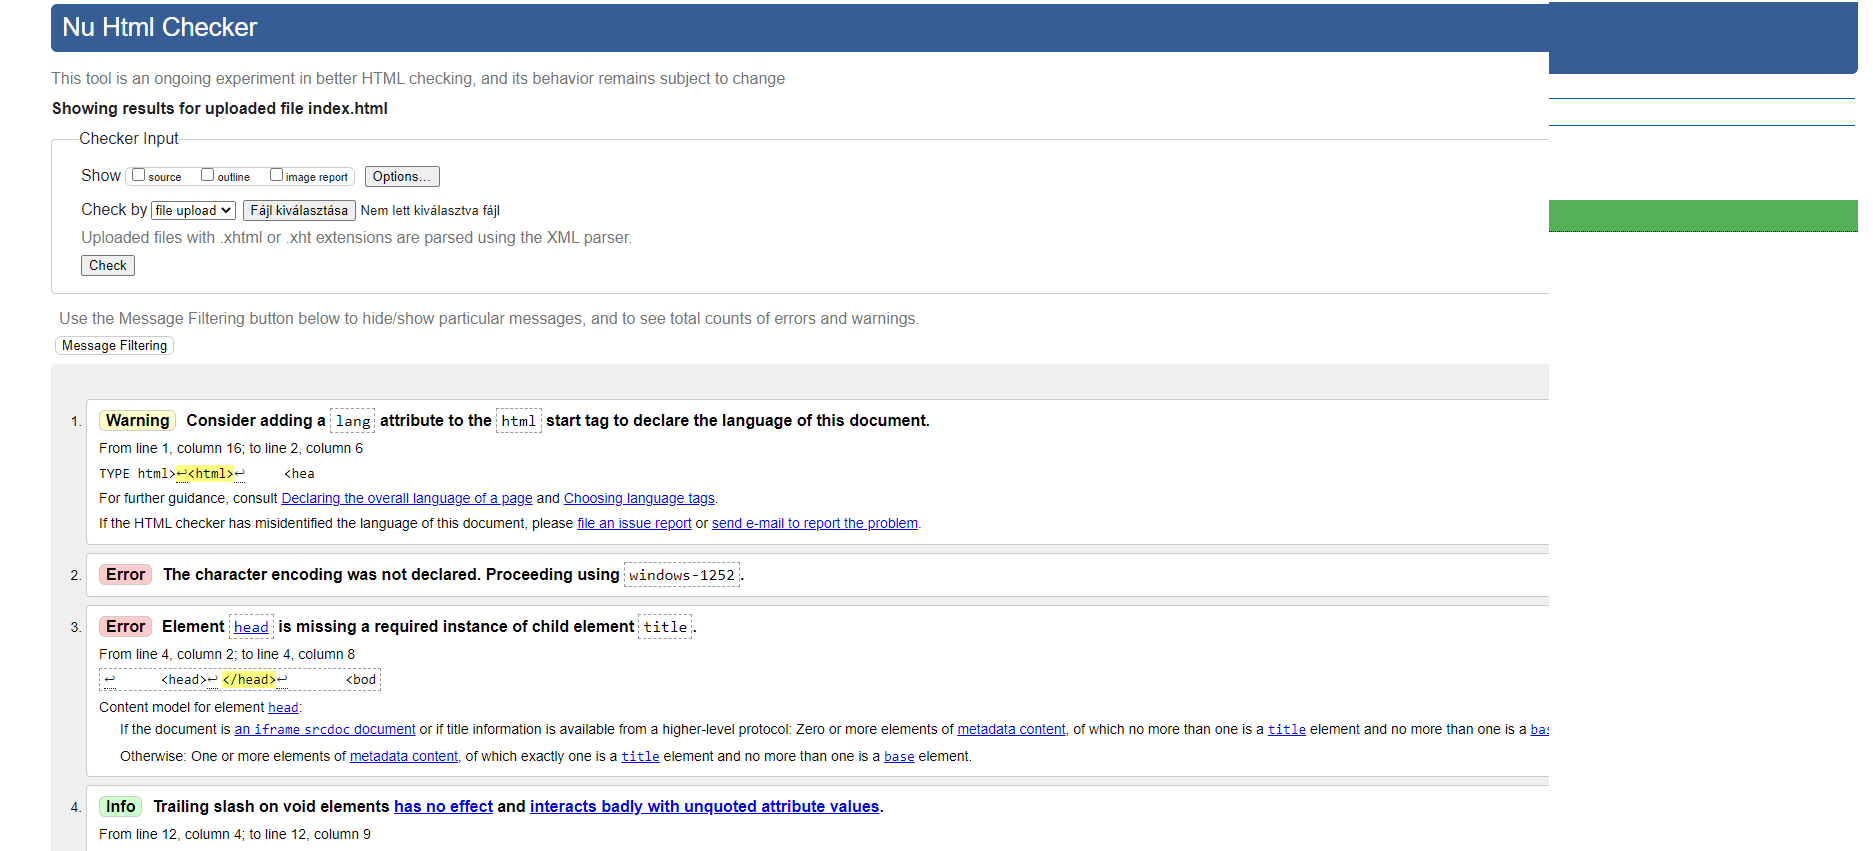 Nu Html Checker
This tool is an ongoing experiment in better HTML checking, and its behavior remains subject to change
Showing results for uploaded file index.html
Checker Input
Show source outline image report Options...
Check by file upload Fájl kiválasztása Nem lett kiválasztva fájl
Uploaded files with .xhtml or .xht extensions are parsed using the XML parser.
Check
Use the Message Filtering button below to hide/show particular messages, and to see total counts of errors and warnings.
Message Filtering
1. Warning Consider adding a lang attribute to the html start tag to declare the language of this document.
From line 1, column 16; to line 2, column 6
TYPE html>↩<html>↩ <hea
For further guidance, consult Declaring the overall language of a page and Choosing language tags.
If the HTML checker has misidentified the language of this document, please file an issue report or send e-mail to report the problem.
2. Error The character encoding was not declared. Proceeding using windows-1252.
3. Error Element head is missing a required instance of child element title.
From line 4, column 2; to line 4, column 8
↩ <head>↩ </head>↩ <bod
Content model for element head:
If the document is an iframe srcdoc document or if title information is available from a higher-level protocol: Zero or more elements of metadata content, of which no more than one is a title element and no more than one is a
Otherwise: One or more elements of metadata content, of which exactly one is a title element and no more than one is a base element.
4. Info Trailing slash on void elements has no effect and interacts badly with unquoted attribute values.
From line 12, column 4; to line 12, column 9